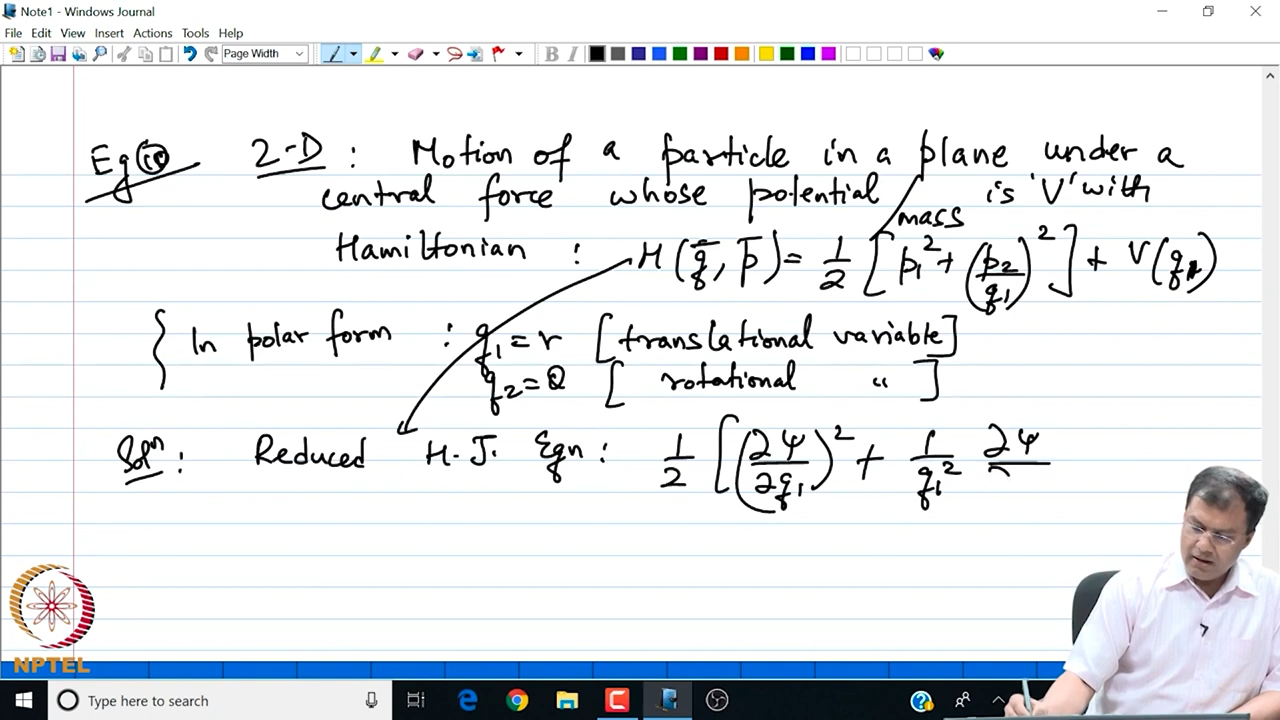 Note1 - Windows Journal
File Edit View Insert Actions Tools Help
Page Width
B I
2-D : Motion of a particle in a plane under a
central force whose potential is 'V' with
mass
Hamiltonian : H(q̄, p̄) = 1/2 [p₁² + (p₂/q₁)²] + V(q₁)
In polar form : q₁ = r [translational variable]
q₂ = θ [rotational " ]
Solⁿ : Reduced H.J. Eqn : 1/2 [(∂ψ/∂q₁)² + 1/q₁² ∂ψ
NPTEL
Type here to search